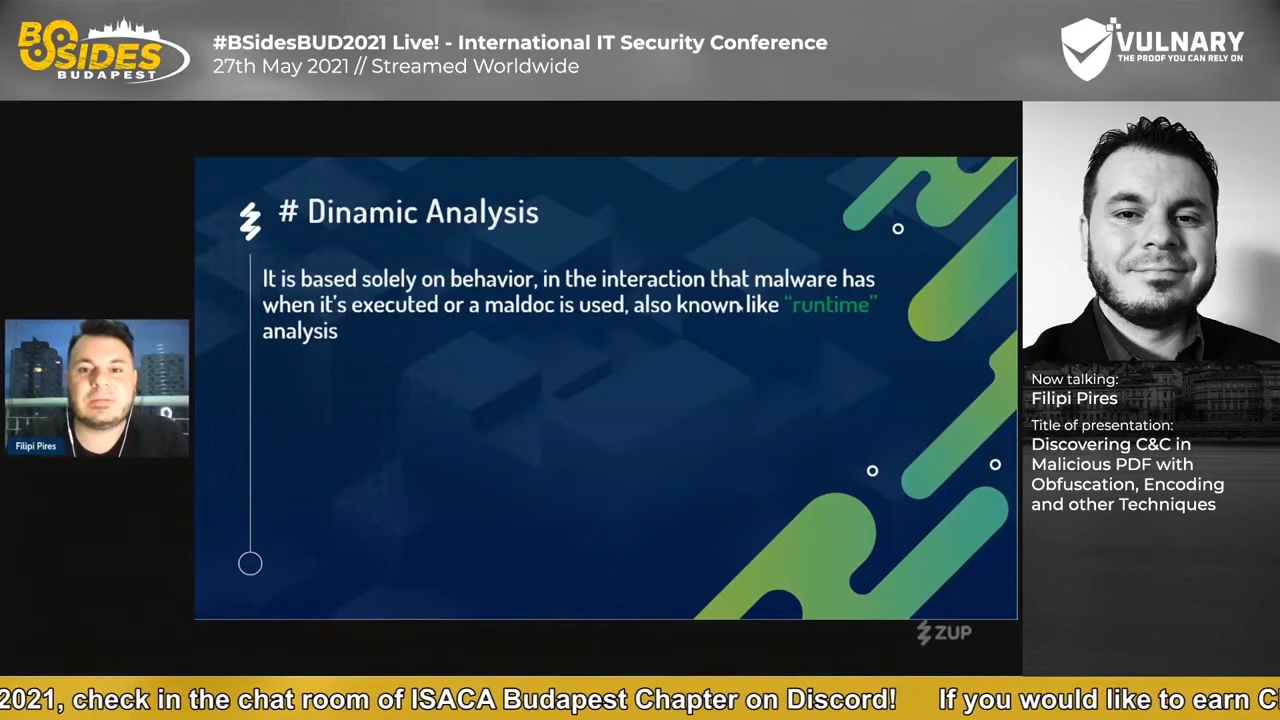 BSIDES
BUDAPEST
#BSidesBUD2021 Live! - International IT Security Conference
27th May 2021 // Streamed Worldwide
VULNARY
THE PROOF YOU CAN RELY ON
# Dinamic Analysis
It is based solely on behavior, in the interaction that malware has
when it's executed or a maldoc is used, also known like “runtime”
analysis
Filipi Pires
ZUP
Now talking:
Filipi Pires
Title of presentation:
Discovering C&C in
Malicious PDF with
Obfuscation, Encoding
and other Techniques
2021, check in the chat room of ISACA Budapest Chapter on Discord! If you would like to earn C